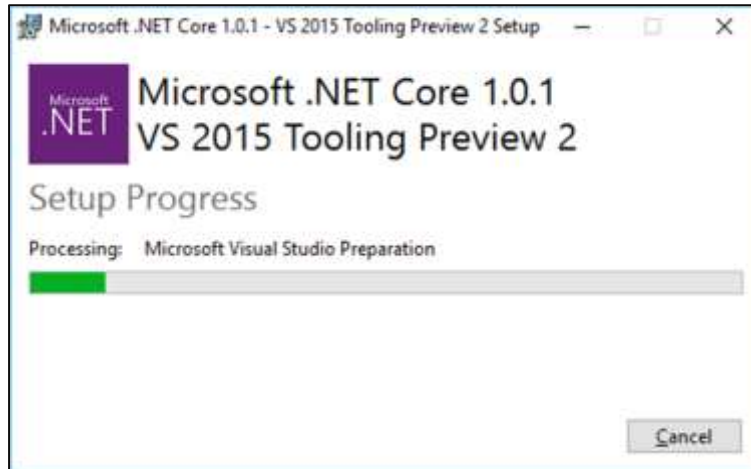 Microsoft .NET Core 1.0.1 - VS 2015 Tooling Preview 2 Setup
Microsoft
.NET
Microsoft .NET Core 1.0.1
VS 2015 Tooling Preview 2
Setup Progress
Processing: Microsoft Visual Studio Preparation
Cancel